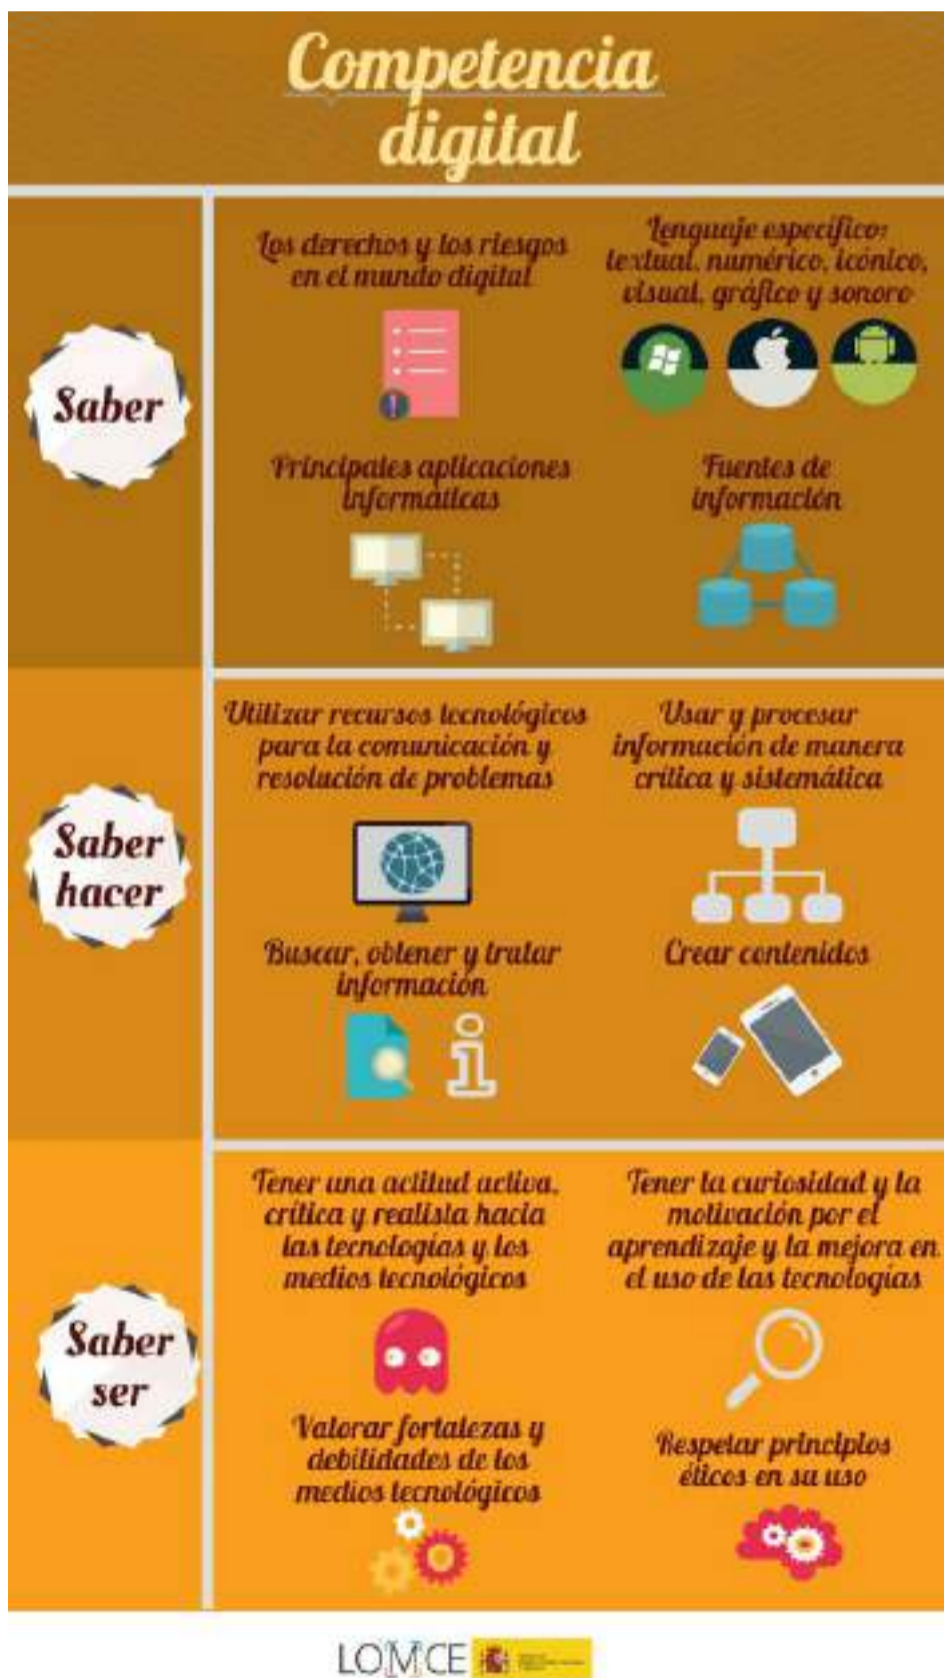 Competencia
digital
Saber
Los derechos y los riesgos
en el mundo digital
Lenguaje específico:
textual, numérico, icónico,
visual, gráfico y sonoro
Principales aplicaciones
informáticas
Fuentes de
información
Saber
hacer
Utilizar recursos tecnológicos
para la comunicación y
resolución de problemas
Usar y procesar
información de manera
crítica y sistemática
Buscar, obtener y tratar
información
Crear contenidos
Saber
ser
Tener una actitud activa,
crítica y realista hacia
las tecnologías y los
medios tecnológicos
Tener la curiosidad y la
motivación por el
aprendizaje y la mejora en
el uso de las tecnologías
Valorar fortalezas y
debilidades de los
medios tecnológicos
Respetar principios
éticos en su uso
LOMCE